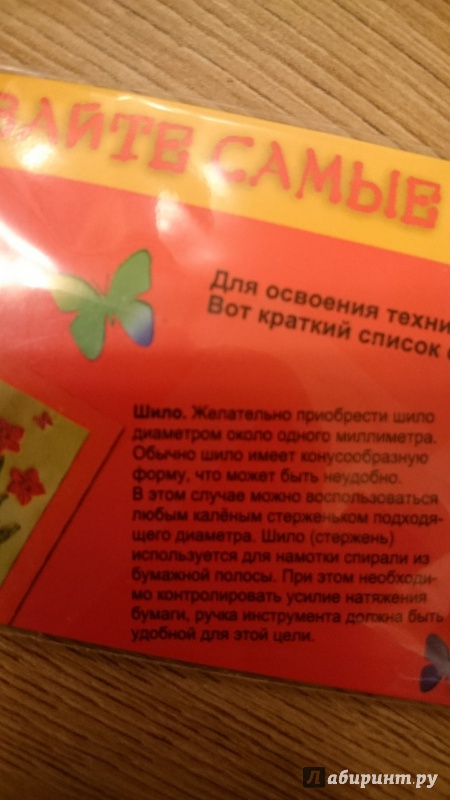 ВАЙТЕ САМЫЕ
Для освоения техни
Вот краткий список
Шило. Желательно приобрести шило
диаметром около одного миллиметра.
Обычно шило имеет конусообразную
форму, что может быть неудобно.
В этом случае можно воспользоваться
любым калёным стерженьком подходя-
щего диаметра. Шило (стержень)
используется для намотки спирали из
бумажной полосы. При этом необходи-
мо контролировать усилие натяжения
бумаги, ручка инструмента должна быть
удобной для этой цели.
Лабиринт.ру